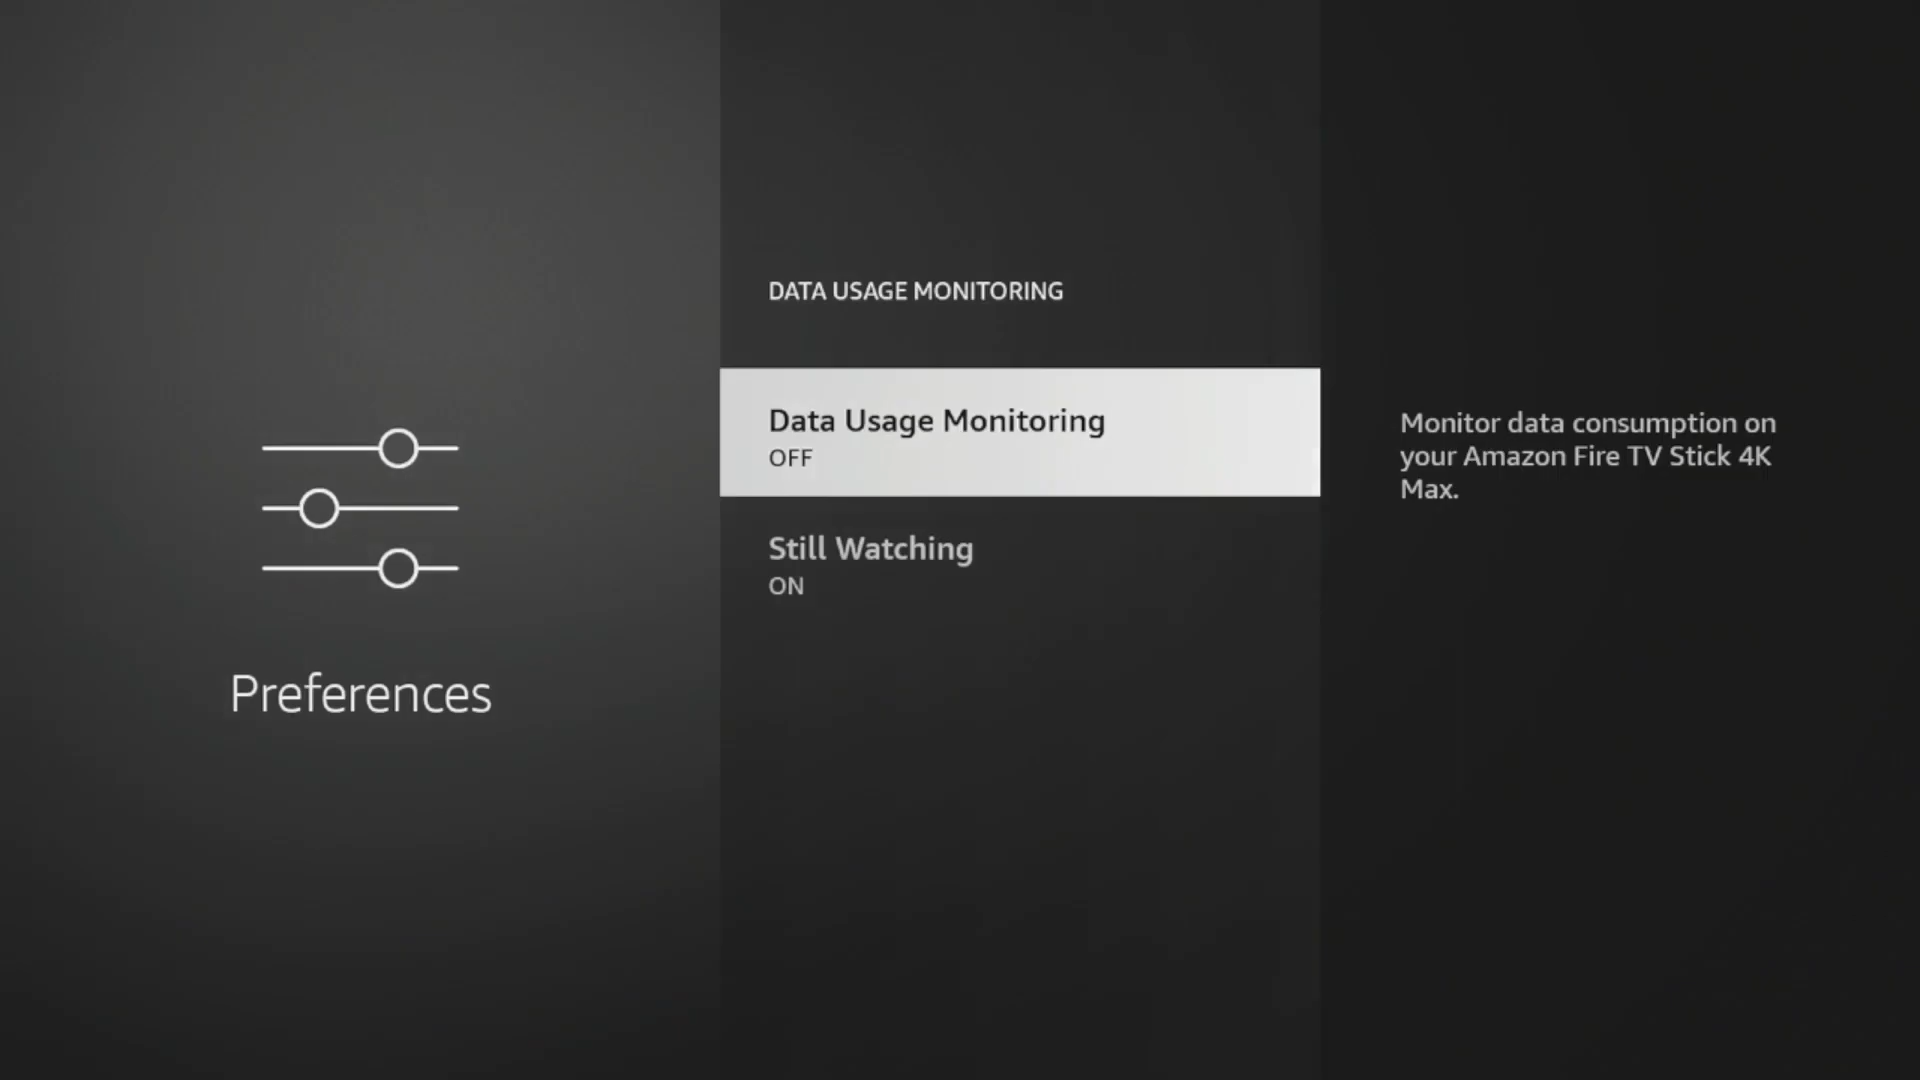 Preferences
DATA USAGE MONITORING
Data Usage Monitoring
OFF
Still Watching
ON
Monitor data consumption on
your Amazon Fire TV Stick 4K
Max.